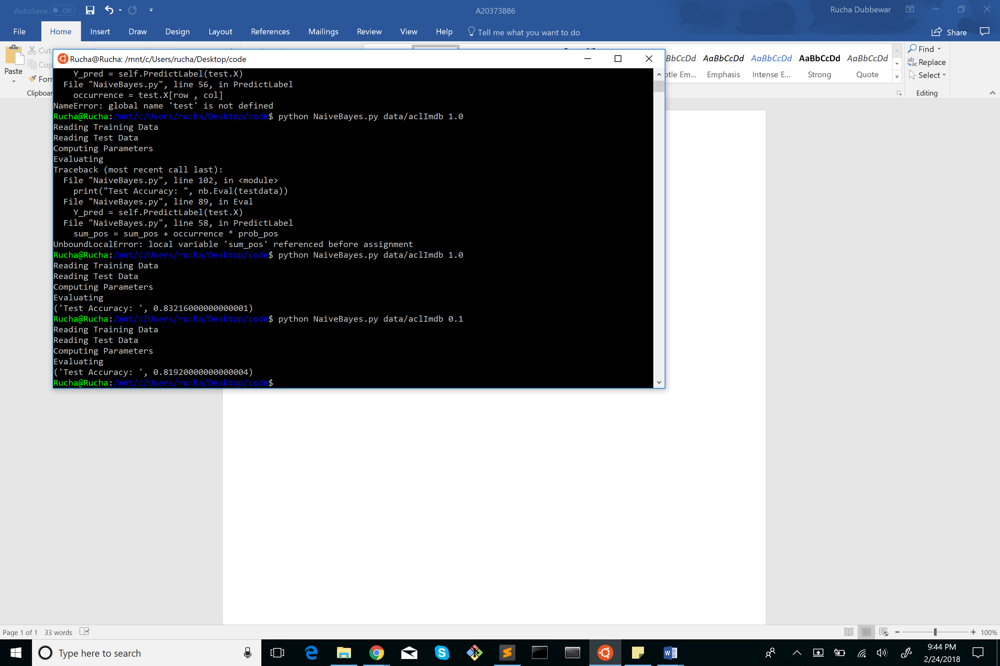 AutoSave Off
A20373886
Rucha Dubbewar
File Home Insert Draw Design Layout References Mailings Review View Help Tell me what you want to do
Share
Paste
Cut
Clipboar
AaBbCcDd AaBbCcDd AaBbCcDd AaBbCcDd
Emphasis Intense E... Strong Quote
Find
Replace
Select
Editing
Rucha@Rucha: /mnt/c/Users/rucha/Desktop/code
Y_pred = self.PredictLabel(test.X)
File "NaiveBayes.py", line 56, in PredictLabel
occurrence = test.X[row , col]
NameError: global name 'test' is not defined
Rucha@Rucha:/mnt/c/Users/rucha/Desktop/code$ python NaiveBayes.py data/aclImdb 1.0
Reading Training Data
Reading Test Data
Computing Parameters
Evaluating
Traceback (most recent call last):
File "NaiveBayes.py", line 102, in <module>
print("Test Accuracy: ", nb.Eval(testdata))
File "NaiveBayes.py", line 89, in Eval
Y_pred = self.PredictLabel(test.X)
File "NaiveBayes.py", line 58, in PredictLabel
sum_pos = sum_pos + occurrence * prob_pos
UnboundLocalError: local variable 'sum_pos' referenced before assignment
Rucha@Rucha:/mnt/c/Users/rucha/Desktop/code$ python NaiveBayes.py data/aclImdb 1.0
Reading Training Data
Reading Test Data
Computing Parameters
Evaluating
('Test Accuracy: ', 0.83216000000000001)
Rucha@Rucha:/mnt/c/Users/rucha/Desktop/code$ python NaiveBayes.py data/aclImdb 0.1
Reading Training Data
Reading Test Data
Computing Parameters
Evaluating
('Test Accuracy: ', 0.81920000000000004)
Rucha@Rucha:/mnt/c/Users/rucha/Desktop/code$
Page 1 of 1 33 words
100%
Type here to search
9:44 PM
2/24/2018